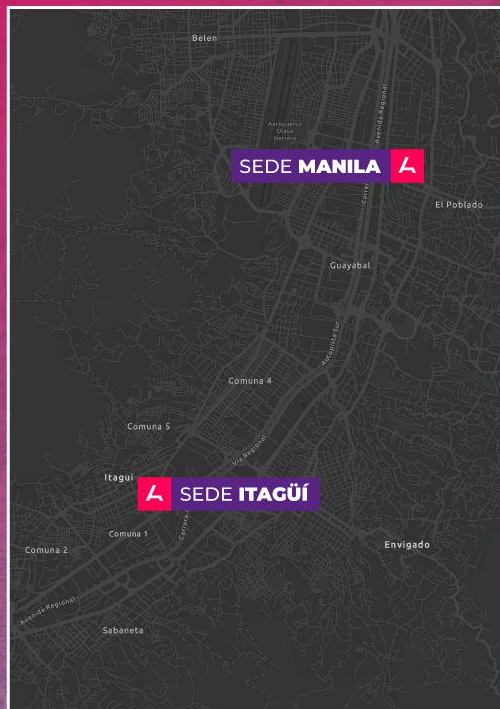 Belen
Aeropuerto
Olaya
Herrera
Avenida Regional
SEDE MANILA
Carrer
El Poblado
Guayabal
Autopista Sur
Comuna 4
Comuna 5
Vía Regional
Itagui
SEDE ITAGÜÍ
Carrera
Comuna 1
Comuna 2
Envigado
Avenida Regional
Sabaneta